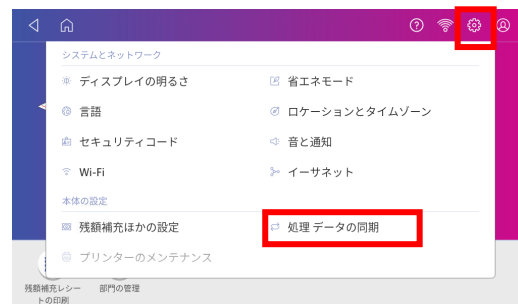 システムとネットワーク
ディスプレイの明るさ
省エネモード
言語
ロケーションとタイムゾーン
セキュリティコード
音と通知
Wi-Fi
イーサネット
本体の設定
残額補充ほかの設定
処理 データの同期
プリンターのメンテナンス
残額補充レシー
トの印刷
部門の管理